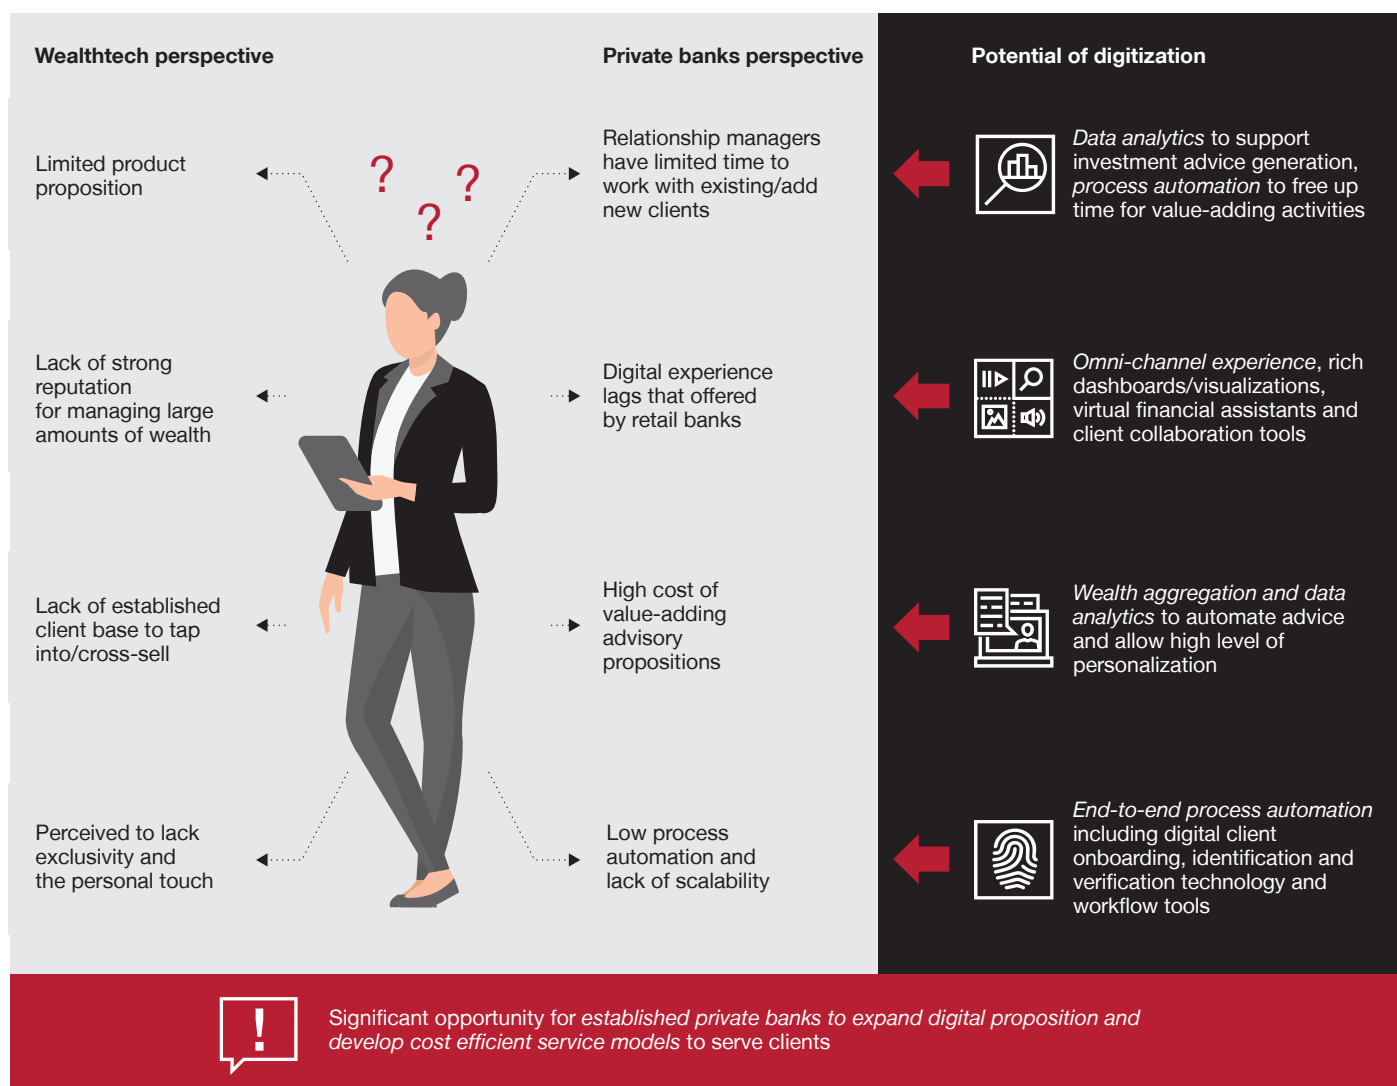 Wealthtech perspective
Private banks perspective
Potential of digitization
Limited product
proposition
?
?
?
Relationship managers
have limited time to
work with existing/add
new clients
Data analytics to support
investment advice generation,
process automation to free up
time for value-adding activities
Lack of strong
reputation
for managing large
amounts of wealth
Digital experience
lags that offered
by retail banks
Omni-channel experience, rich
dashboards/visualizations,
virtual financial assistants and
client collaboration tools
Lack of established
client base to tap
into/cross-sell
High cost of
value-adding
advisory
propositions
Wealth aggregation and data
analytics to automate advice
and allow high level of
personalization
Perceived to lack
exclusivity and
the personal touch
Low process
automation and
lack of scalability
End-to-end process automation
including digital client
onboarding, identification and
verification technology and
workflow tools
!
Significant opportunity for established private banks to expand digital proposition and
develop cost efficient service models to serve clients